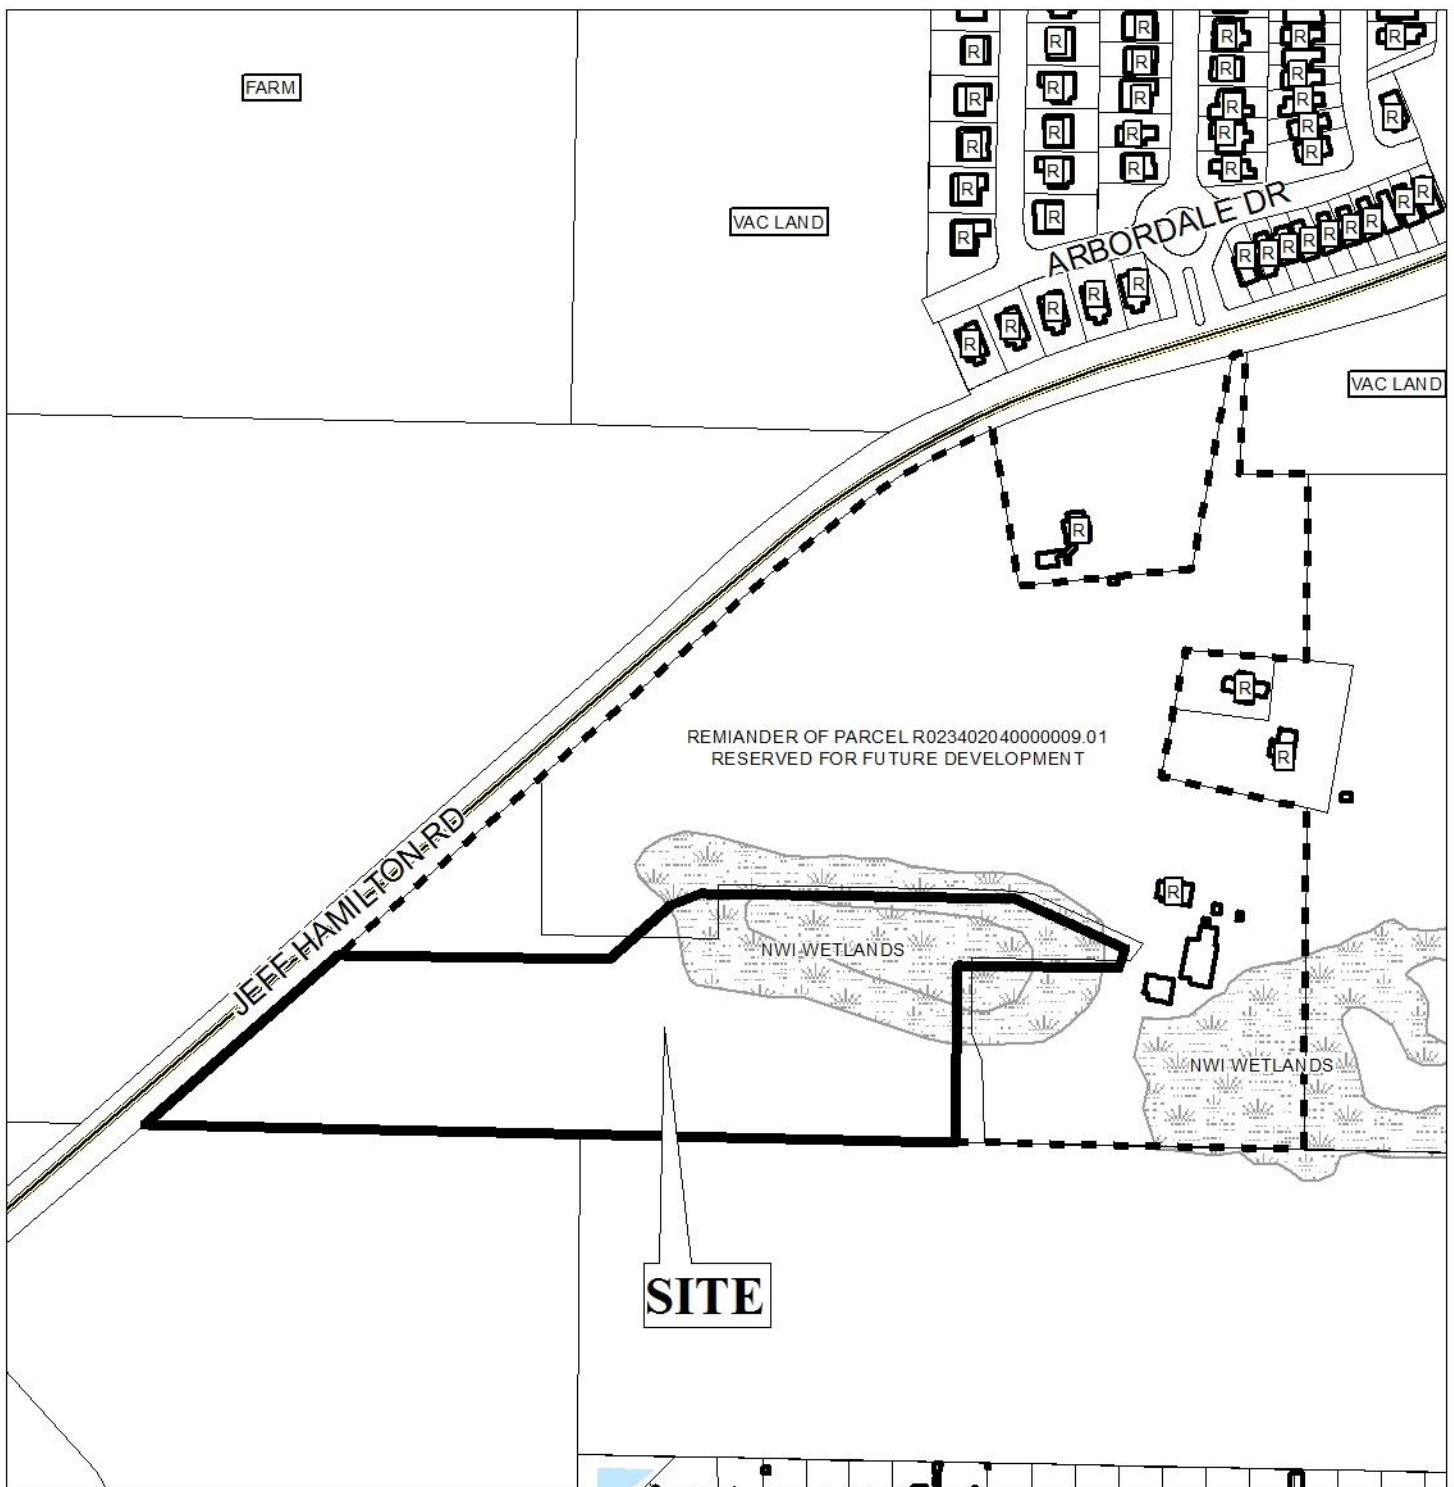 FARM
R R R R R R
R R R R R
R R R R R R
R R R R R
R R R R R
VAC LAND
ARBORDALE DR
R R R R R R R R R
R R R R R
VAC LAND
R
R
REMIANDER OF PARCEL R023402040000009.01
RESERVED FOR FUTURE DEVELOPMENT
R
JEFF HAMILTON RD
R
NWI WETLANDS
NWI WETLANDS
SITE